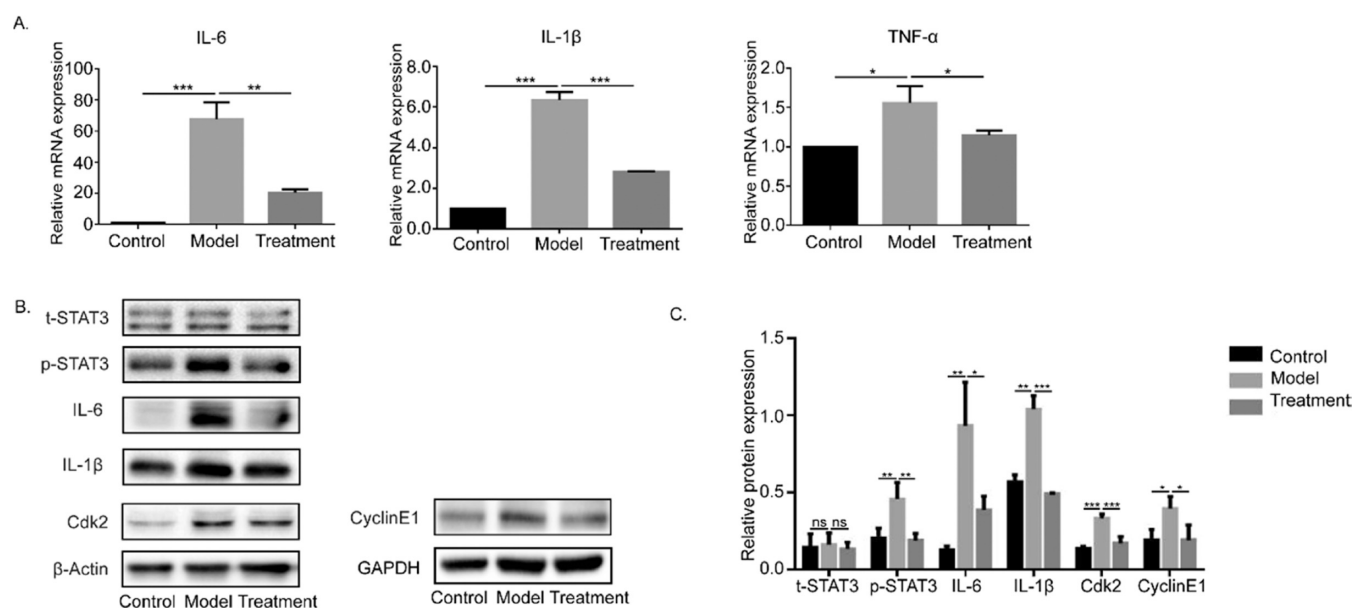 A.
IL-6
Relative mRNA expression
100
80
60
40
20
0
*** **
Control Model Treatment
IL-1β
Relative mRNA expression
8.0
6.0
4.0
2.0
0.0
*** ***
Control Model Treatment
TNF-α
Relative mRNA expression
2.0
1.5
1.0
0.5
0.0
* *
Control Model Treatment
B.
t-STAT3
p-STAT3
IL-6
IL-1β
Cdk2
β-Actin
Control Model Treatment
CyclinE1
GAPDH
Control Model Treatment
C.
Relative protein expression
1.5
1.0
0.5
0.0
ns ns
** **
** *
** ***
*** ***
* *
t-STAT3 p-STAT3 IL-6 IL-1β Cdk2 CyclinE1
Control
Model
Treatment